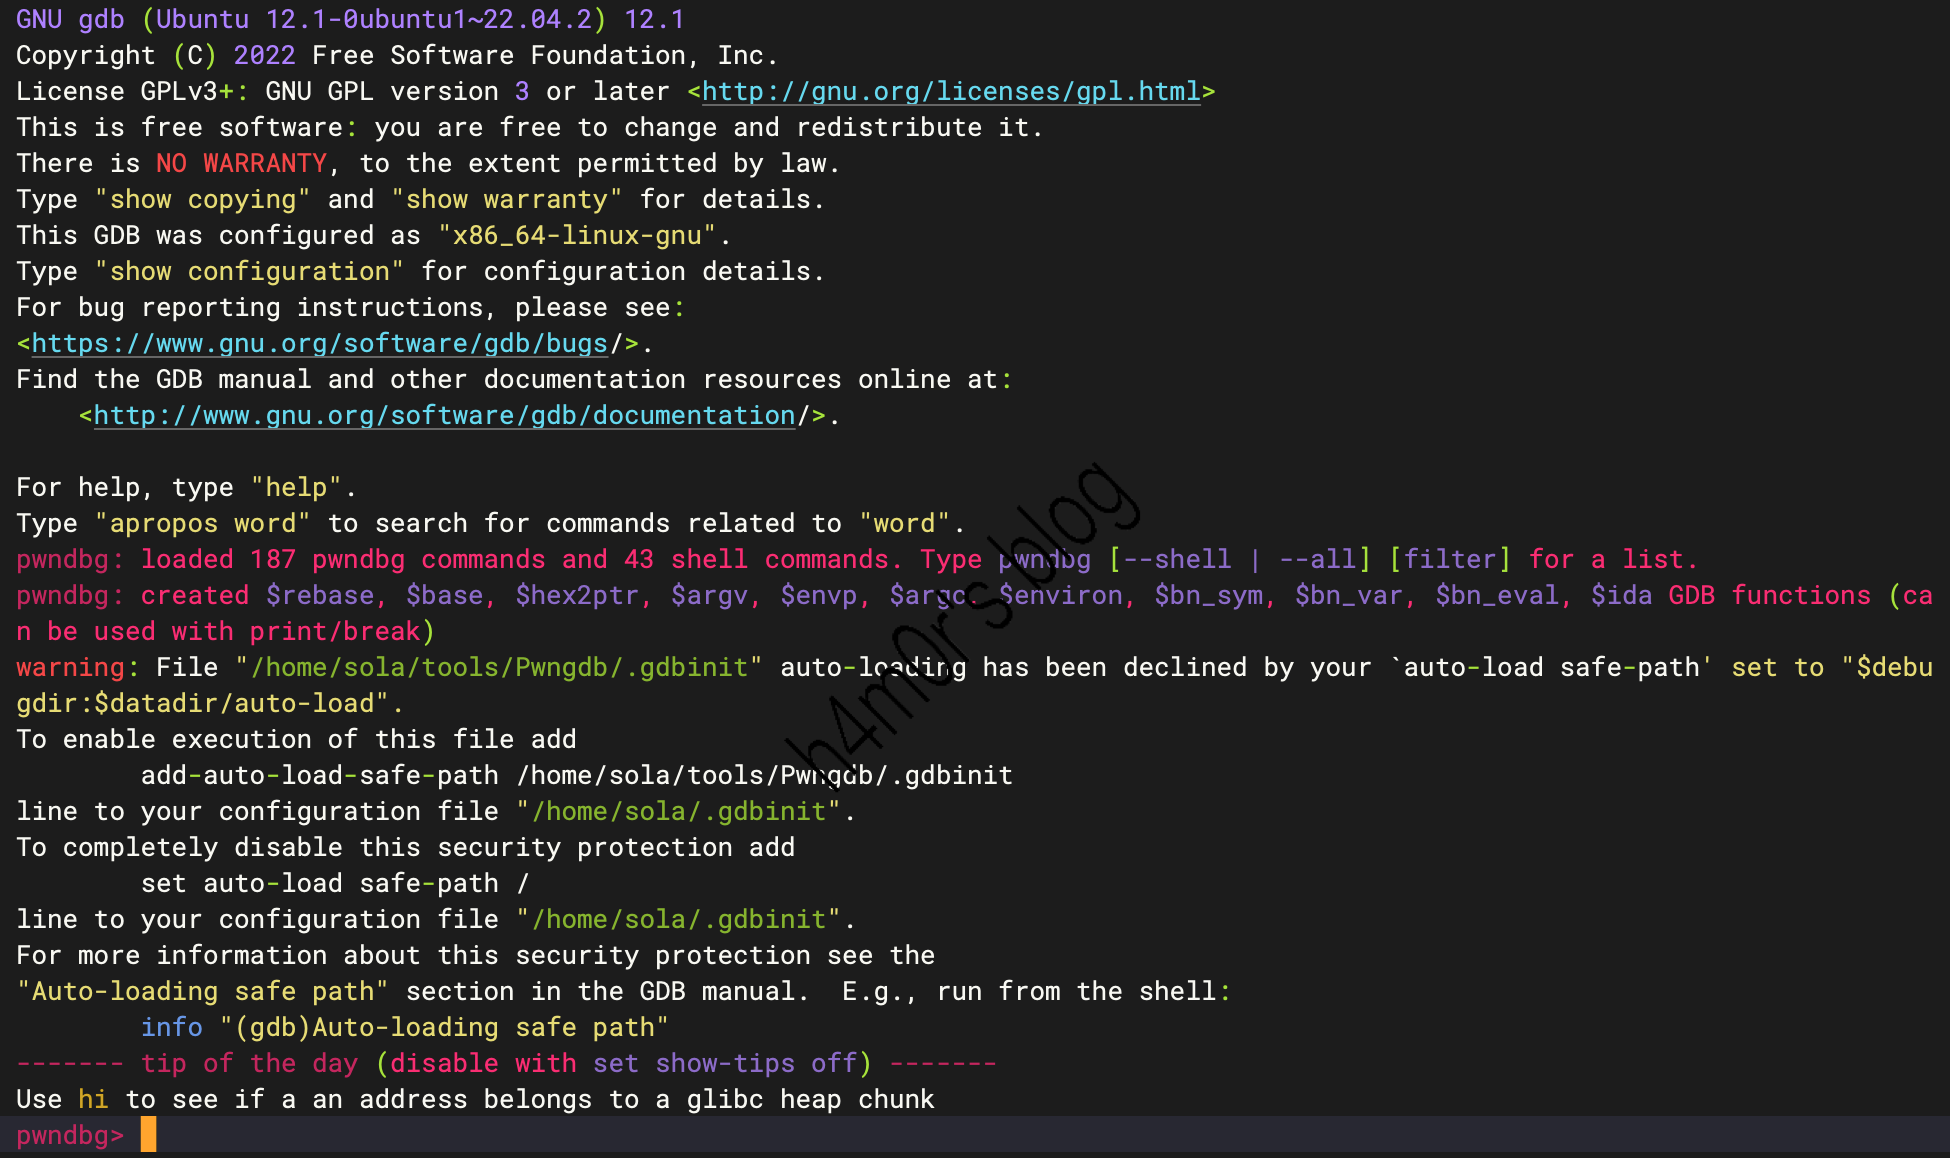 GNU gdb (Ubuntu 12.1-0ubuntu1~22.04.2) 12.1
Copyright (C) 2022 Free Software Foundation, Inc.
License GPLv3+: GNU GPL version 3 or later <http://gnu.org/licenses/gpl.html>
This is free software: you are free to change and redistribute it.
There is NO WARRANTY, to the extent permitted by law.
Type "show copying" and "show warranty" for details.
This GDB was configured as "x86_64-linux-gnu".
Type "show configuration" for configuration details.
For bug reporting instructions, please see:
<https://www.gnu.org/software/gdb/bugs/>.
Find the GDB manual and other documentation resources online at:
    <http://www.gnu.org/software/gdb/documentation/>.

For help, type "help".
Type "apropos word" to search for commands related to "word".
pwndbg: loaded 187 pwndbg commands and 43 shell commands. Type pwndbg [--shell | --all] [filter] for a list.
pwndbg: created $rebase, $base, $hex2ptr, $argv, $envp, $argc, $environ, $bn_sym, $bn_var, $bn_eval, $ida GDB functions (ca
n be used with print/break)
warning: File "/home/sola/tools/Pwngdb/.gdbinit" auto-loading has been declined by your `auto-load safe-path' set to "$debu
gdir:$datadir/auto-load".
To enable execution of this file add
        add-auto-load-safe-path /home/sola/tools/Pwngdb/.gdbinit
line to your configuration file "/home/sola/.gdbinit".
To completely disable this security protection add
        set auto-load safe-path /
line to your configuration file "/home/sola/.gdbinit".
For more information about this security protection see the
"Auto-loading safe path" section in the GDB manual.  E.g., run from the shell:
        info "(gdb)Auto-loading safe path"
------- tip of the day (disable with set show-tips off) -------
Use hi to see if a an address belongs to a glibc heap chunk
pwndbg>
h4m0r's blog